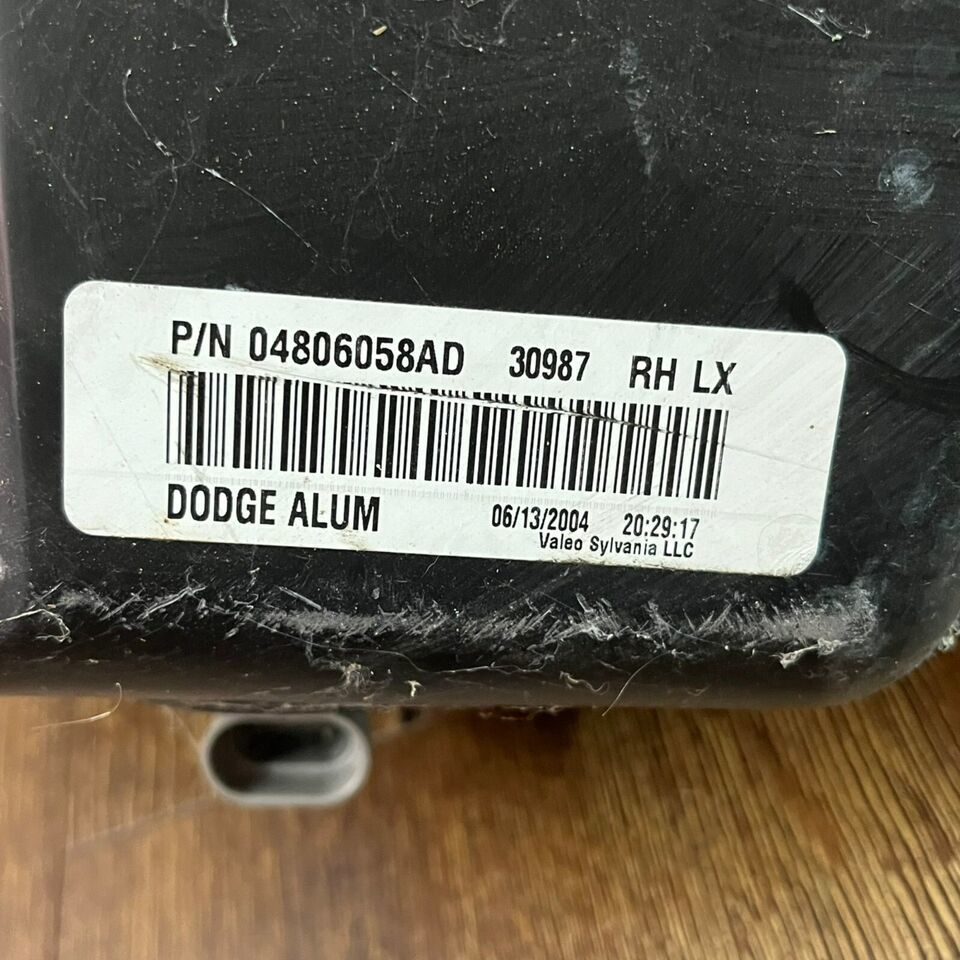 P/N 04806058AD 30987 RH LX
DODGE ALUM 06/13/2004 20:29:17
Valeo Sylvania LLC